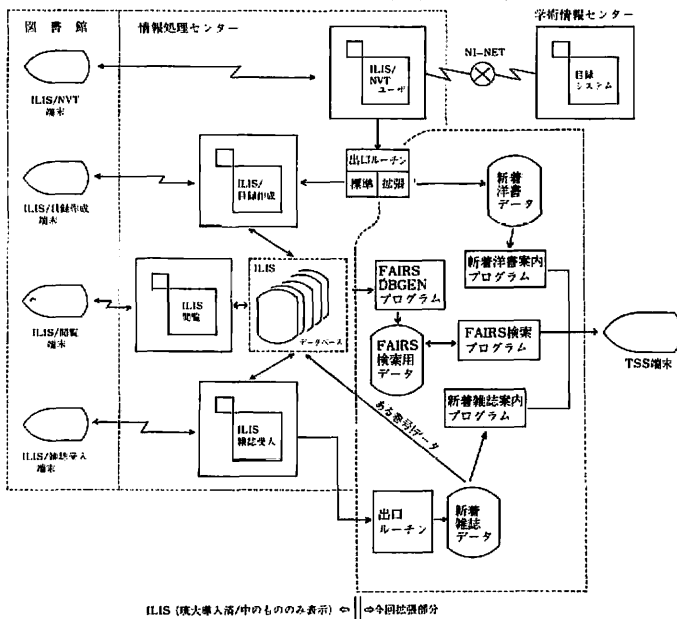 図書館
情報処理センター
学術情報センター
ILIS/NVT
端末
ILIS/
NVT
ユーザ
NI-NET
目録
システム
出口ルーチン
標準
拡張
ILIS/目録作成
端末
ILIS/
目録作成
新着
洋書
データ
新着洋書案内
プログラム
ILIS/閲覧
端末
ILIS
閲覧
ILIS
データベース
FAIRS
DBGEN
プログラム
FAIRS
検索用
データ
FAIRS検索
プログラム
TSS端末
新着雑誌案内
プログラム
ある巻号データ
ILIS/雑誌受入
端末
ILIS
雑誌受入
出口
ルーチン
新着
雑誌
データ
ILIS ( 大導入済/中のもののみ表示) ⇦ ⇨今回拡張部分